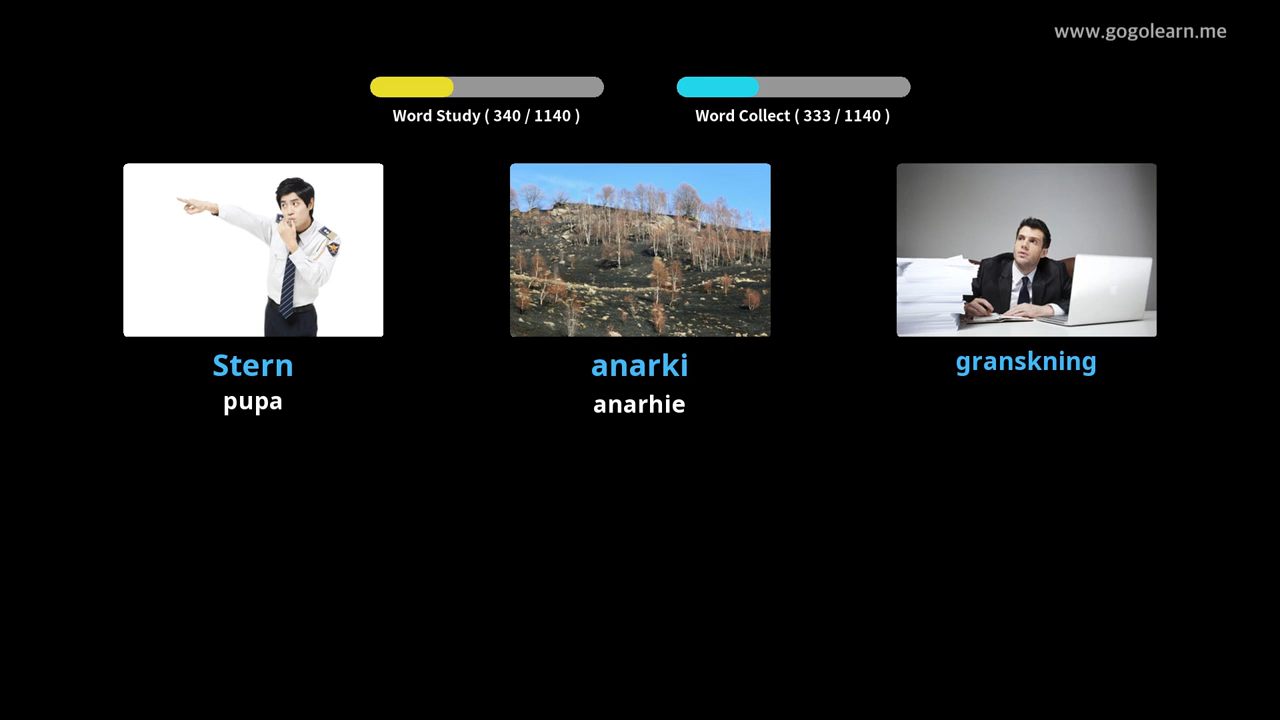 www.gogolearn.me
Word Study ( 340 / 1140 )
Word Collect ( 333 / 1140 )
Stern
pupa
anarki
anarhie
granskning